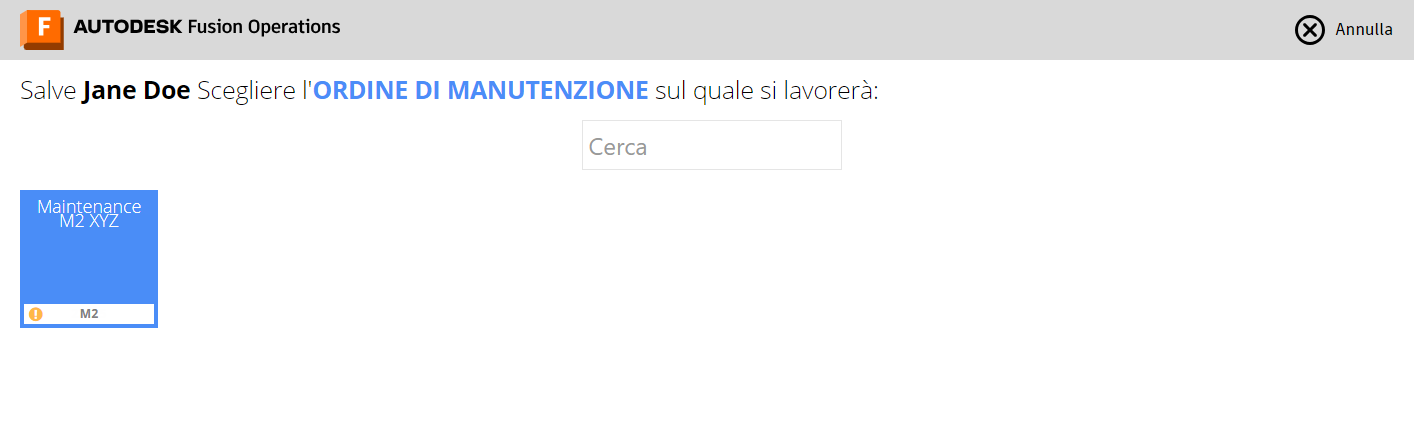 F AUTODESK Fusion Operations
Annulla
Salve Jane Doe Scegliere l'ORDINE DI MANUTENZIONE sul quale si lavorerà:
Cerca
Maintenance
M2 XYZ
! M2